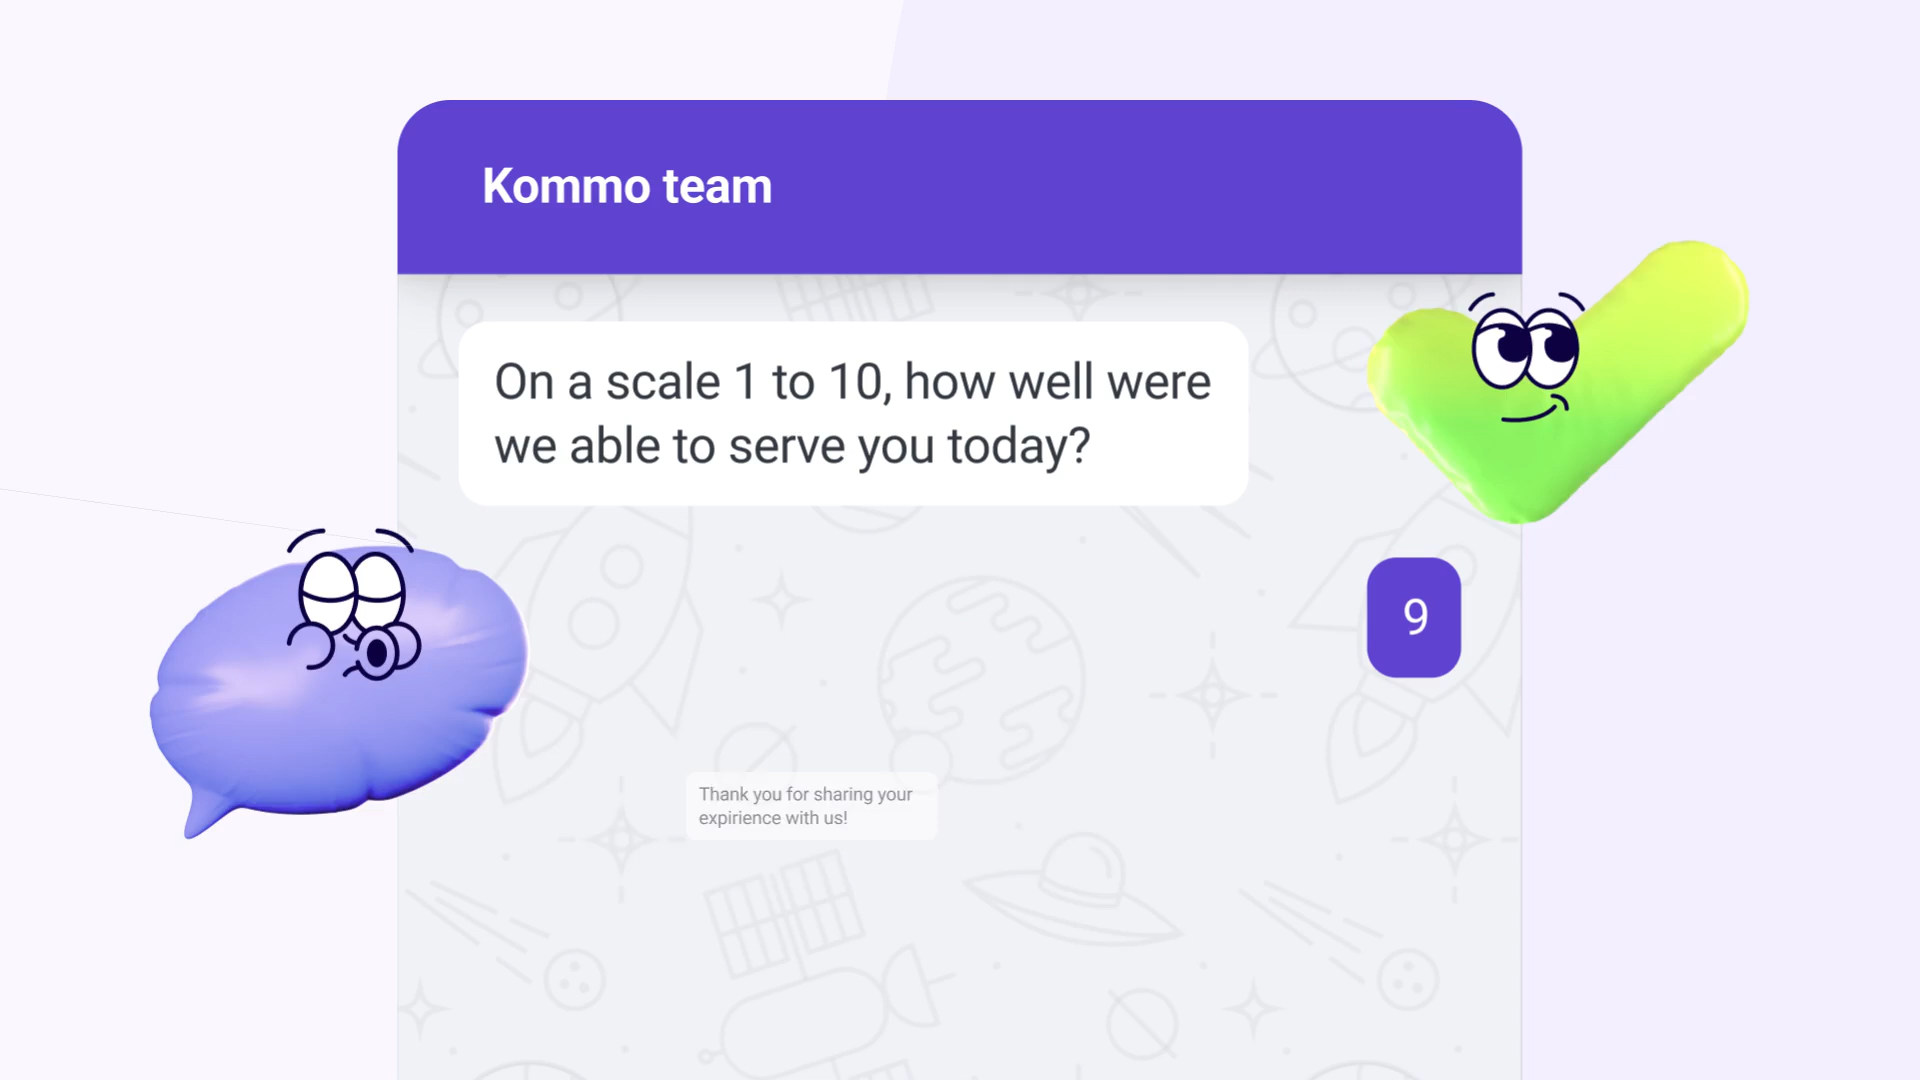 Kommo team
On a scale 1 to 10, how well were
we able to serve you today?
9
Thank you for sharing your
expirience with us!